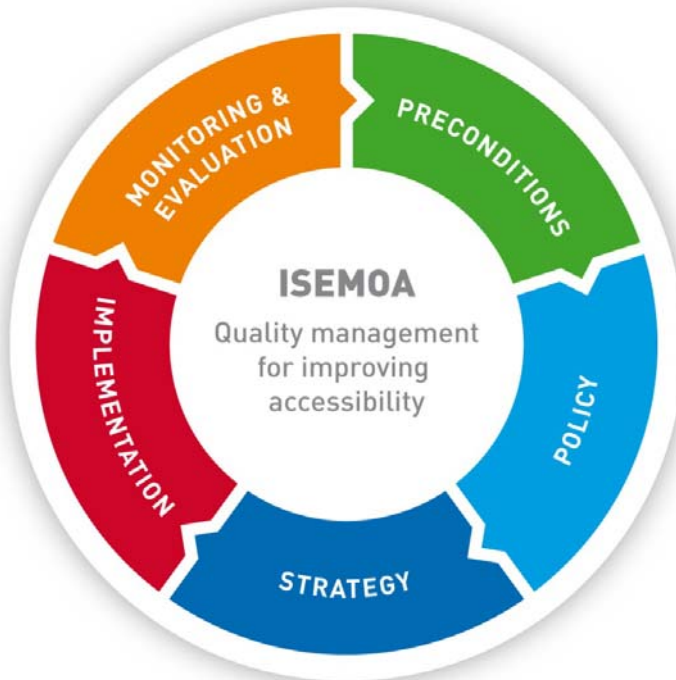 ISEMOA
Quality management
for improving
accessibility
PRECONDITIONS
POLICY
STRATEGY
IMPLEMENTATION
MONITORING &
EVALUATION